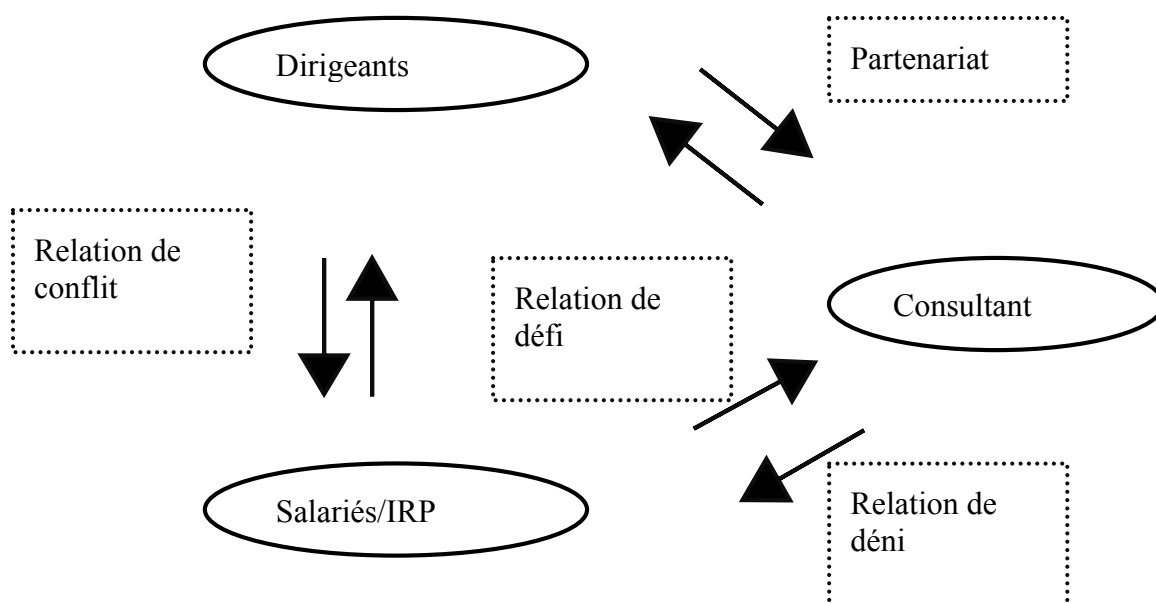 Dirigeants
Partenariat
Relation de
conflit
Relation de
défi
Consultant
Salariés/IRP
Relation de
déni